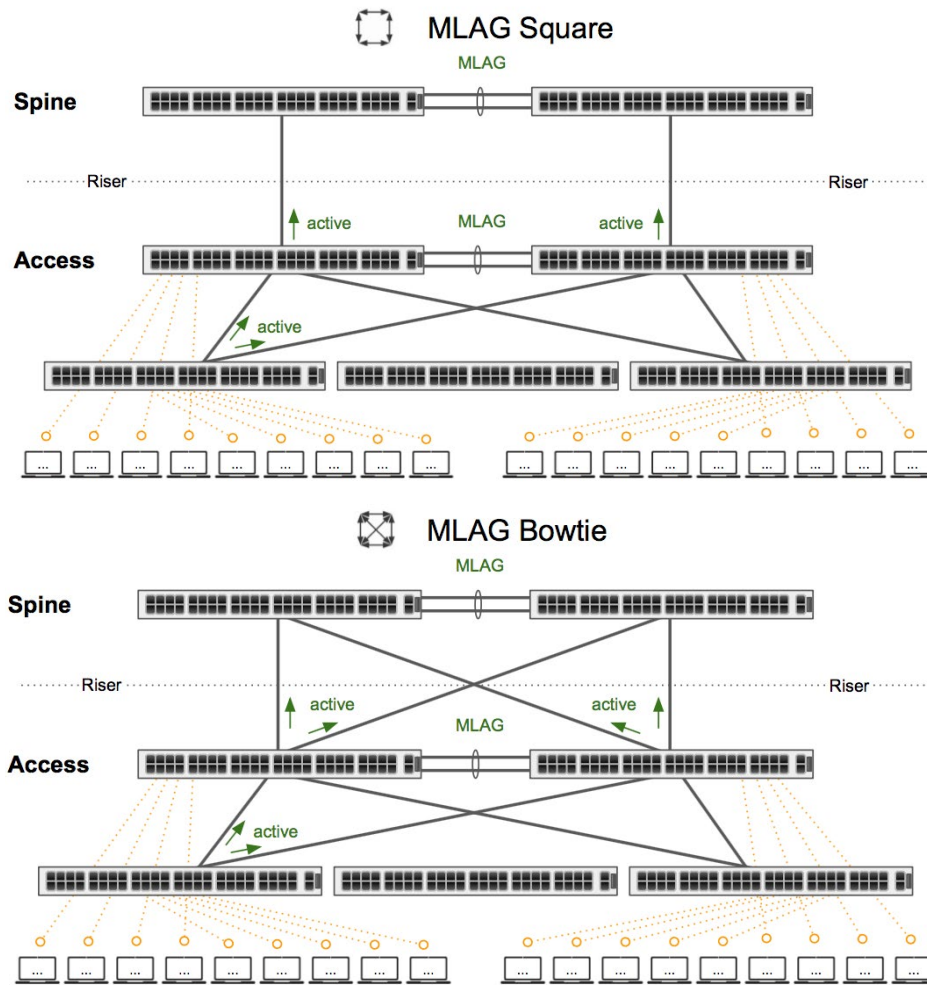 MLAG Square
MLAG
Spine
Riser Riser
active MLAG active
Access
active
... ... ... ... ... ... ... ... ... ... ... ... ... ... ... ... ... ...
MLAG Bowtie
MLAG
Spine
Riser Riser
active MLAG active
Access
active
... ... ... ... ... ... ... ... ... ... ... ... ... ... ... ... ... ...